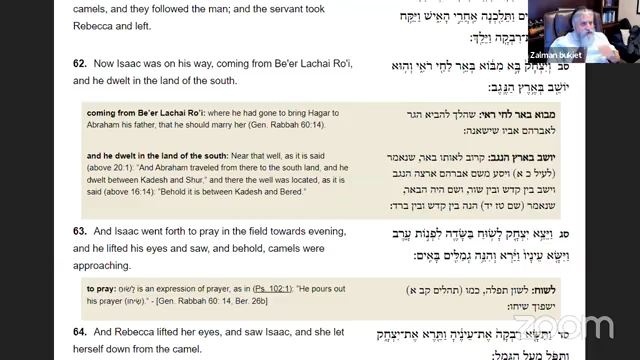 camels, and they followed the man; and the servant took
Rebecca and left.
וַתֵּלַכְנָה אַחֲרֵי הָאִישׁ וַיִּקַּח
אֶת־רִבְקָה וַיֵּלַךְ:
Zalman bukiet
62. Now Isaac was on his way, coming from Be'er Lachai Ro'i,
and he dwelt in the land of the south.
סב וְיִצְחָק בָּא מִבּוֹא בְּאֵר לַחַי רֹאִי וְהוּא
יוֹשֵׁב בְּאֶרֶץ הַנֶּגֶב:
coming from Be'er Lachai Ro'i: where he had gone to bring Hagar to
Abraham his father, that he should marry her (Gen. Rabbah 60:14).
מבוא באר לחי ראי: שהלך להביא הגר
לאברהם אביו שישאנה:
and he dwelt in the land of the south: Near that well, as it is said
(above 20:1): "And Abraham traveled from there to the south land, and he
dwelt between Kadesh and Shur," and there the well was located, as it is
said (above 16:14): "Behold it is between Kadesh and Bered."
יושב בארץ הנגב: קרוב לאותו באר, שנאמר
(לעיל כ א) ויסע משם אברהם ארצה הנגב
וישב בין קדש ובין שור, ושם היה הבאר,
שנאמר (שם טז יד) הנה בין קדש ובין ברד:
63. And Isaac went forth to pray in the field towards evening,
and he lifted his eyes and saw, and behold, camels were
approaching.
סג וַיֵּצֵא יִצְחָק לָשׂוּחַ בַּשָּׂדֶה לִפְנוֹת עָרֶב
וַיִּשָּׂא עֵינָיו וַיַּרְא וְהִנֵּה גְמַלִּים בָּאִים:
to pray: לָשׂוּחַ is an expression of prayer, as in (Ps. 102:1): "He pours out
his prayer (שִׂיחוֹ)." - [Gen. Rabbah 60: 14, Ber. 26b]
לשוח: לשון תפלה, כמו (תהלים קב א)
ישפוך שיחו:
64. And Rebecca lifted her eyes, and saw Isaac, and she let
herself down from the camel.
סד וַתִּשָּׂא רִבְקָה אֶת־עֵינֶיהָ וַתֵּרֶא אֶת־יִצְחָק
וַתִּפֹּל מֵעַל הַגָּמָל:
zoom